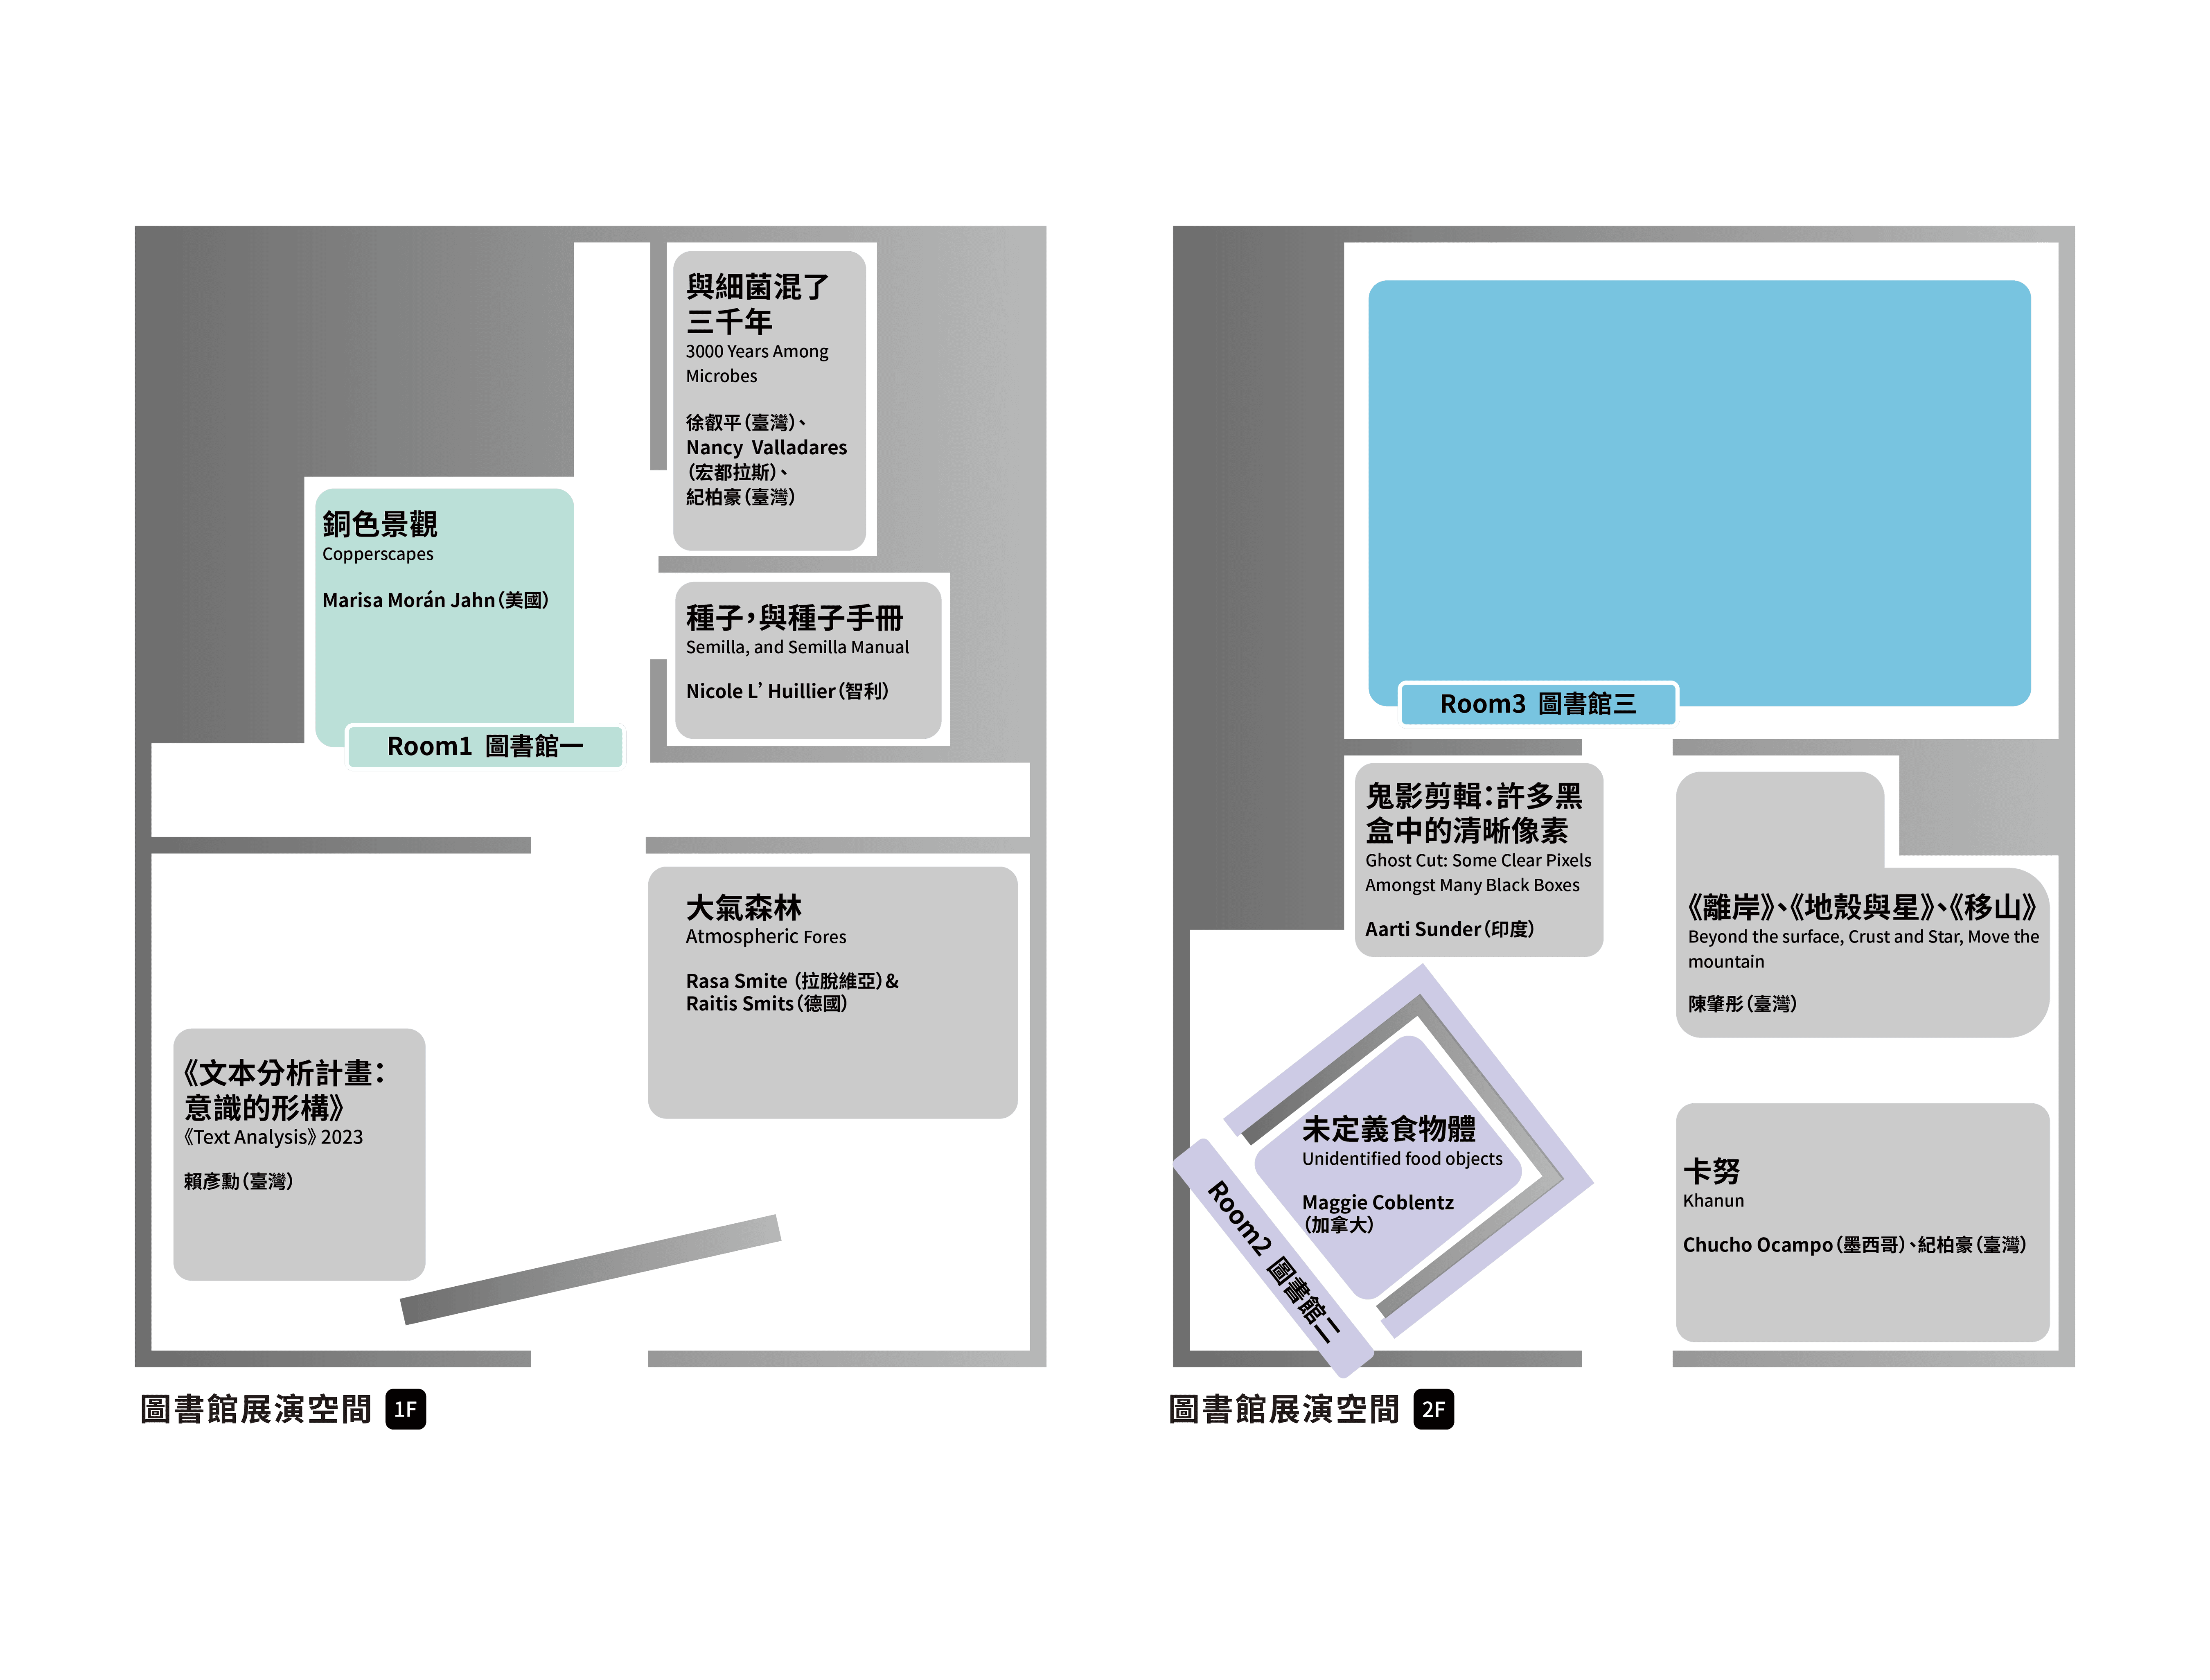 與細菌混了
三千年
3000 Years Among
Microbes
徐叡平（臺灣）、
Nancy Valladares
（宏都拉斯）、
紀柏豪（臺灣）
銅色景觀
Copperscapes
Marisa Morán Jahn（美國）
Room1 圖書館一
種子，與種子手冊
Semilla, and Semilla Manual
Nicole L’ Huillier（智利）
大氣森林
Atmospheric Fores
Rasa Smite （拉脫維亞）&
Raitis Smits（德國）
《文本分析計畫：
意識的形構》
《Text Analysis》2023
賴彥勳（臺灣）
圖書館展演空間 1F
Room3 圖書館三
鬼影剪輯：許多黑
盒中的清晰像素
Ghost Cut: Some Clear Pixels
Amongst Many Black Boxes
Aarti Sunder（印度）
《離岸》、《地殼與星》、《移山》
Beyond the surface, Crust and Star, Move the
mountain
陳肇彤（臺灣）
未定義食物體
Unidentified food objects
Maggie Coblentz
（加拿大）
Room2 圖書館二
卡努
Khanun
Chucho Ocampo（墨西哥）、紀柏豪（臺灣）
圖書館展演空間 2F